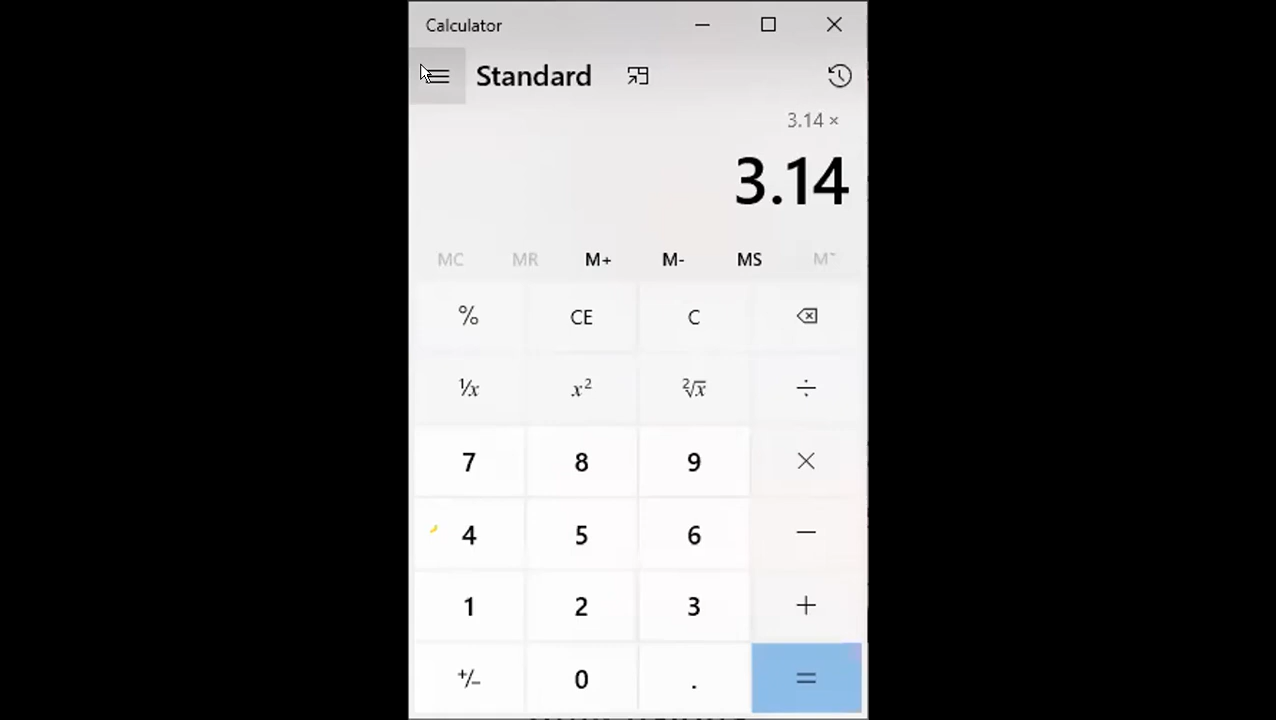 Calculator
Standard
3.14 ×
3.14
MC MR M+ M- MS M˅
% CE C
¹/x x² ²√x ÷
7 8 9 ×
4 5 6 −
1 2 3 +
+/− 0 . =